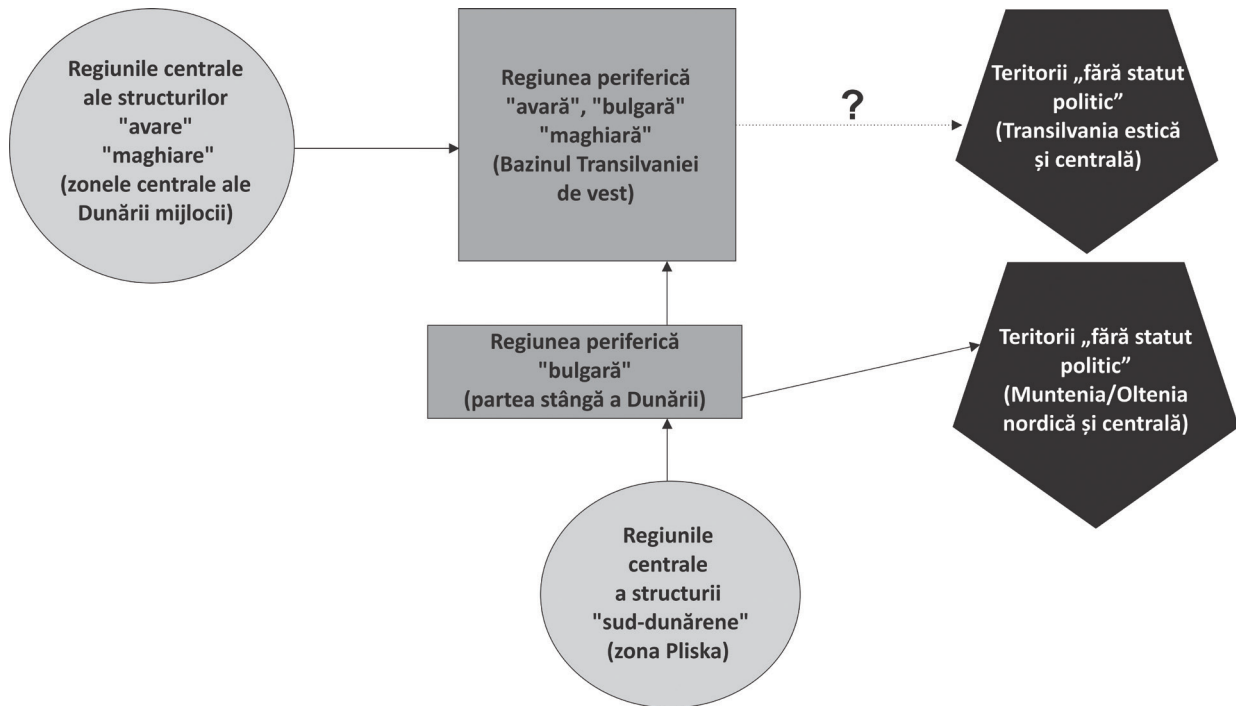 Regiunile centrale
ale structurilor
"avare"
"maghiare"
(zonele centrale ale
Dunării mijlocii)
Regiunea periferică
"avară", "bulgară"
"maghiară"
(Bazinul Transilvaniei
de vest)
?
Teritorii „fără statut
politic”
(Transilvania estică
și centrală)
Regiunea periferică
"bulgară"
(partea stângă a Dunării)
Teritorii „fără statut
politic”
(Muntenia/Oltenia
nordică și centrală)
Regiunile
centrale
a structurii
"sud-dunărene"
(zona Pliska)